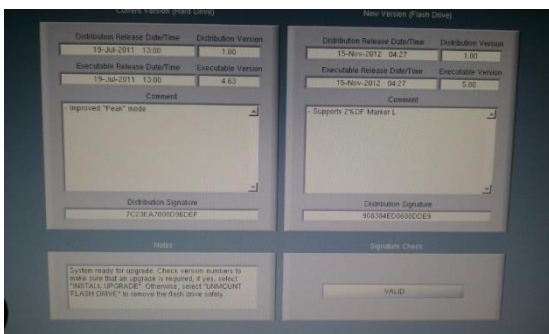 Current Version (Hard Drive)
Distribution Release Date/Time Distribution Version
19-Jul-2011 13:00 1.00
Executable Release Date/Time Executable Version
19-Jul-2011 13:00 4.63
Comment
- Improved "Peak" mode
Distribution Signature
7C23EA7008D96DEF
Notes
System ready for upgrade. Check version numbers to
make sure that an upgrade is required, if yes, select
"INSTALL UPGRADE". Otherwise, select "UNMOUNT
FLASH DRIVE" to remove the flash drive safely.
New Version (Flash Drive)
Distribution Release Date/Time Distribution Version
15-Nov-2012 04:27 1.00
Executable Release Date/Time Executable Version
15-Nov-2012 04:27 5.00
Comment
- Supports 2%DF Marker L
Distribution Signature
Signature Check
VALID